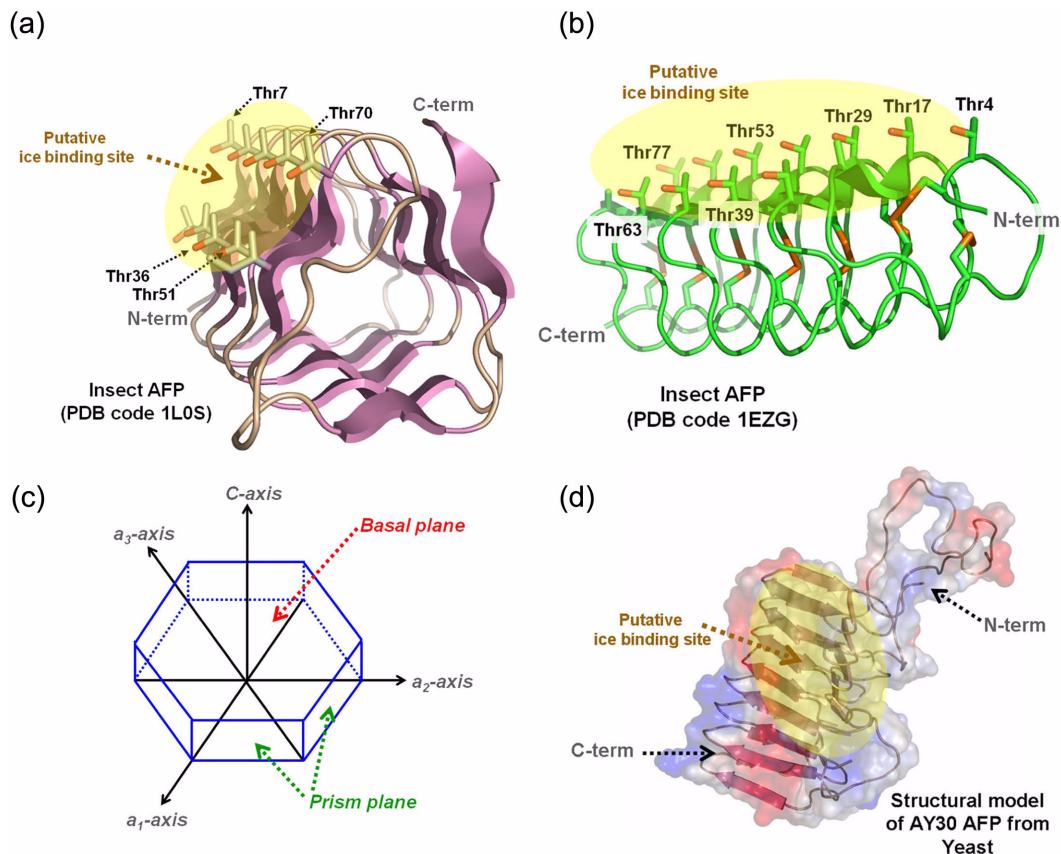 (a)
Thr7
Thr70
C-term
Putative
ice binding site
Thr36
Thr51
N-term
Insect AFP
(PDB code 1L0S)
(b)
Putative
ice binding site
Thr4
Thr17
Thr29
Thr53
Thr77
Thr39
Thr63
N-term
C-term
Insect AFP
(PDB code 1EZG)
(c)
C-axis
a3-axis
Basal plane
a2-axis
Prism plane
a1-axis
(d)
Putative
ice binding site
N-term
C-term
Structural model
of AY30 AFP from
Yeast